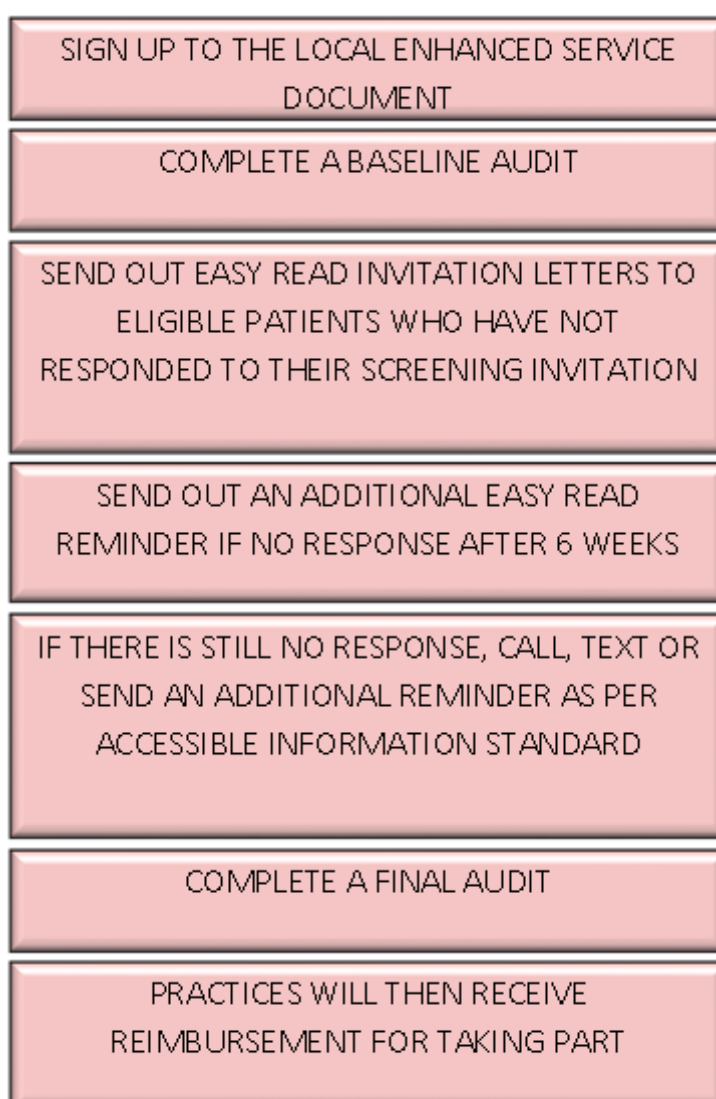 SIGN UP TO THE LOCAL ENHANCED SERVICE
DOCUMENT
COMPLETE A BASELINE AUDIT
SEND OUT EASY READ INVITATION LETTERS TO
ELIGIBLE PATIENTS WHO HAVE NOT
RESPONDED TO THEIR SCREENING INVITATION
SEND OUT AN ADDITIONAL EASY READ
REMINDER IF NO RESPONSE AFTER 6 WEEKS
IF THERE IS STILL NO RESPONSE, CALL, TEXT OR
SEND AN ADDITIONAL REMINDER AS PER
ACCESSIBLE INFORMATION STANDARD
COMPLETE A FINAL AUDIT
PRACTICES WILL THEN RECEIVE
REIMBURSEMENT FOR TAKING PART